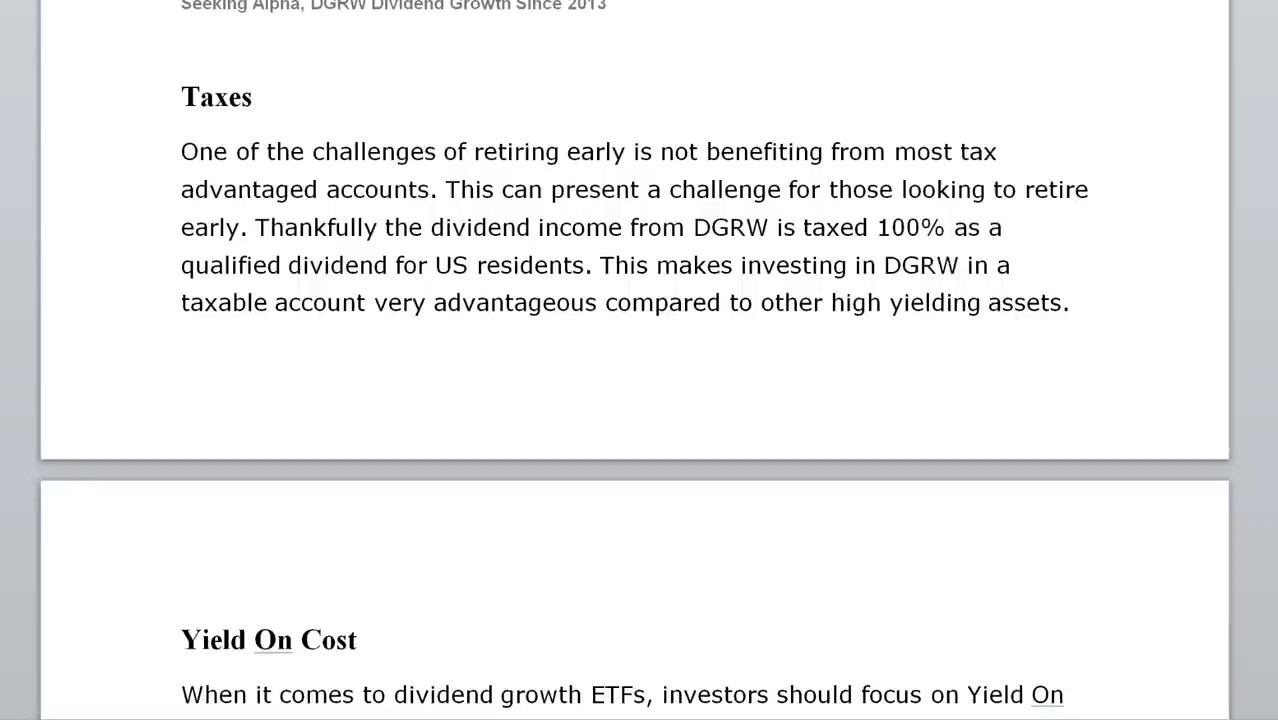 Seeking Alpha, DGRW Dividend Growth Since 2013
Taxes
One of the challenges of retiring early is not benefiting from most tax
advantaged accounts. This can present a challenge for those looking to retire
early. Thankfully the dividend income from DGRW is taxed 100% as a
qualified dividend for US residents. This makes investing in DGRW in a
taxable account very advantageous compared to other high yielding assets.
Yield On Cost
When it comes to dividend growth ETFs, investors should focus on Yield On